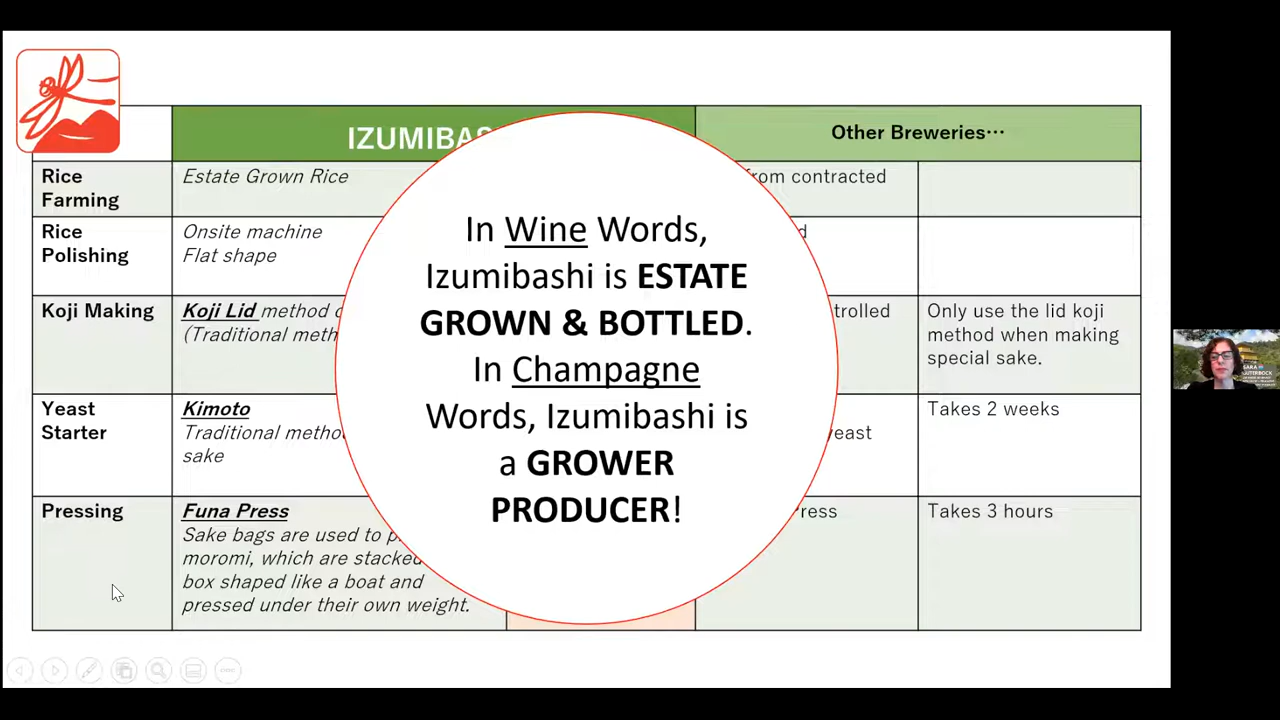 IZUMIBAS
Other Breweries…
Rice
Farming
Estate Grown Rice
from contracted
Rice
Polishing
Onsite machine
Flat shape
Koji Making
Koji Lid method
(Traditional meth
trolled
Only use the lid koji
method when making
special sake.
Yeast
Starter
Kimoto
Traditional metho
sake
yeast
Takes 2 weeks
Pressing
Funa Press
Sake bags are used to p
moromi, which are stacked
box shaped like a boat and
pressed under their own weight.
Press
Takes 3 hours
In Wine Words,
Izumibashi is ESTATE
GROWN & BOTTLED.
In Champagne
Words, Izumibashi is
a GROWER
PRODUCER!
SARA